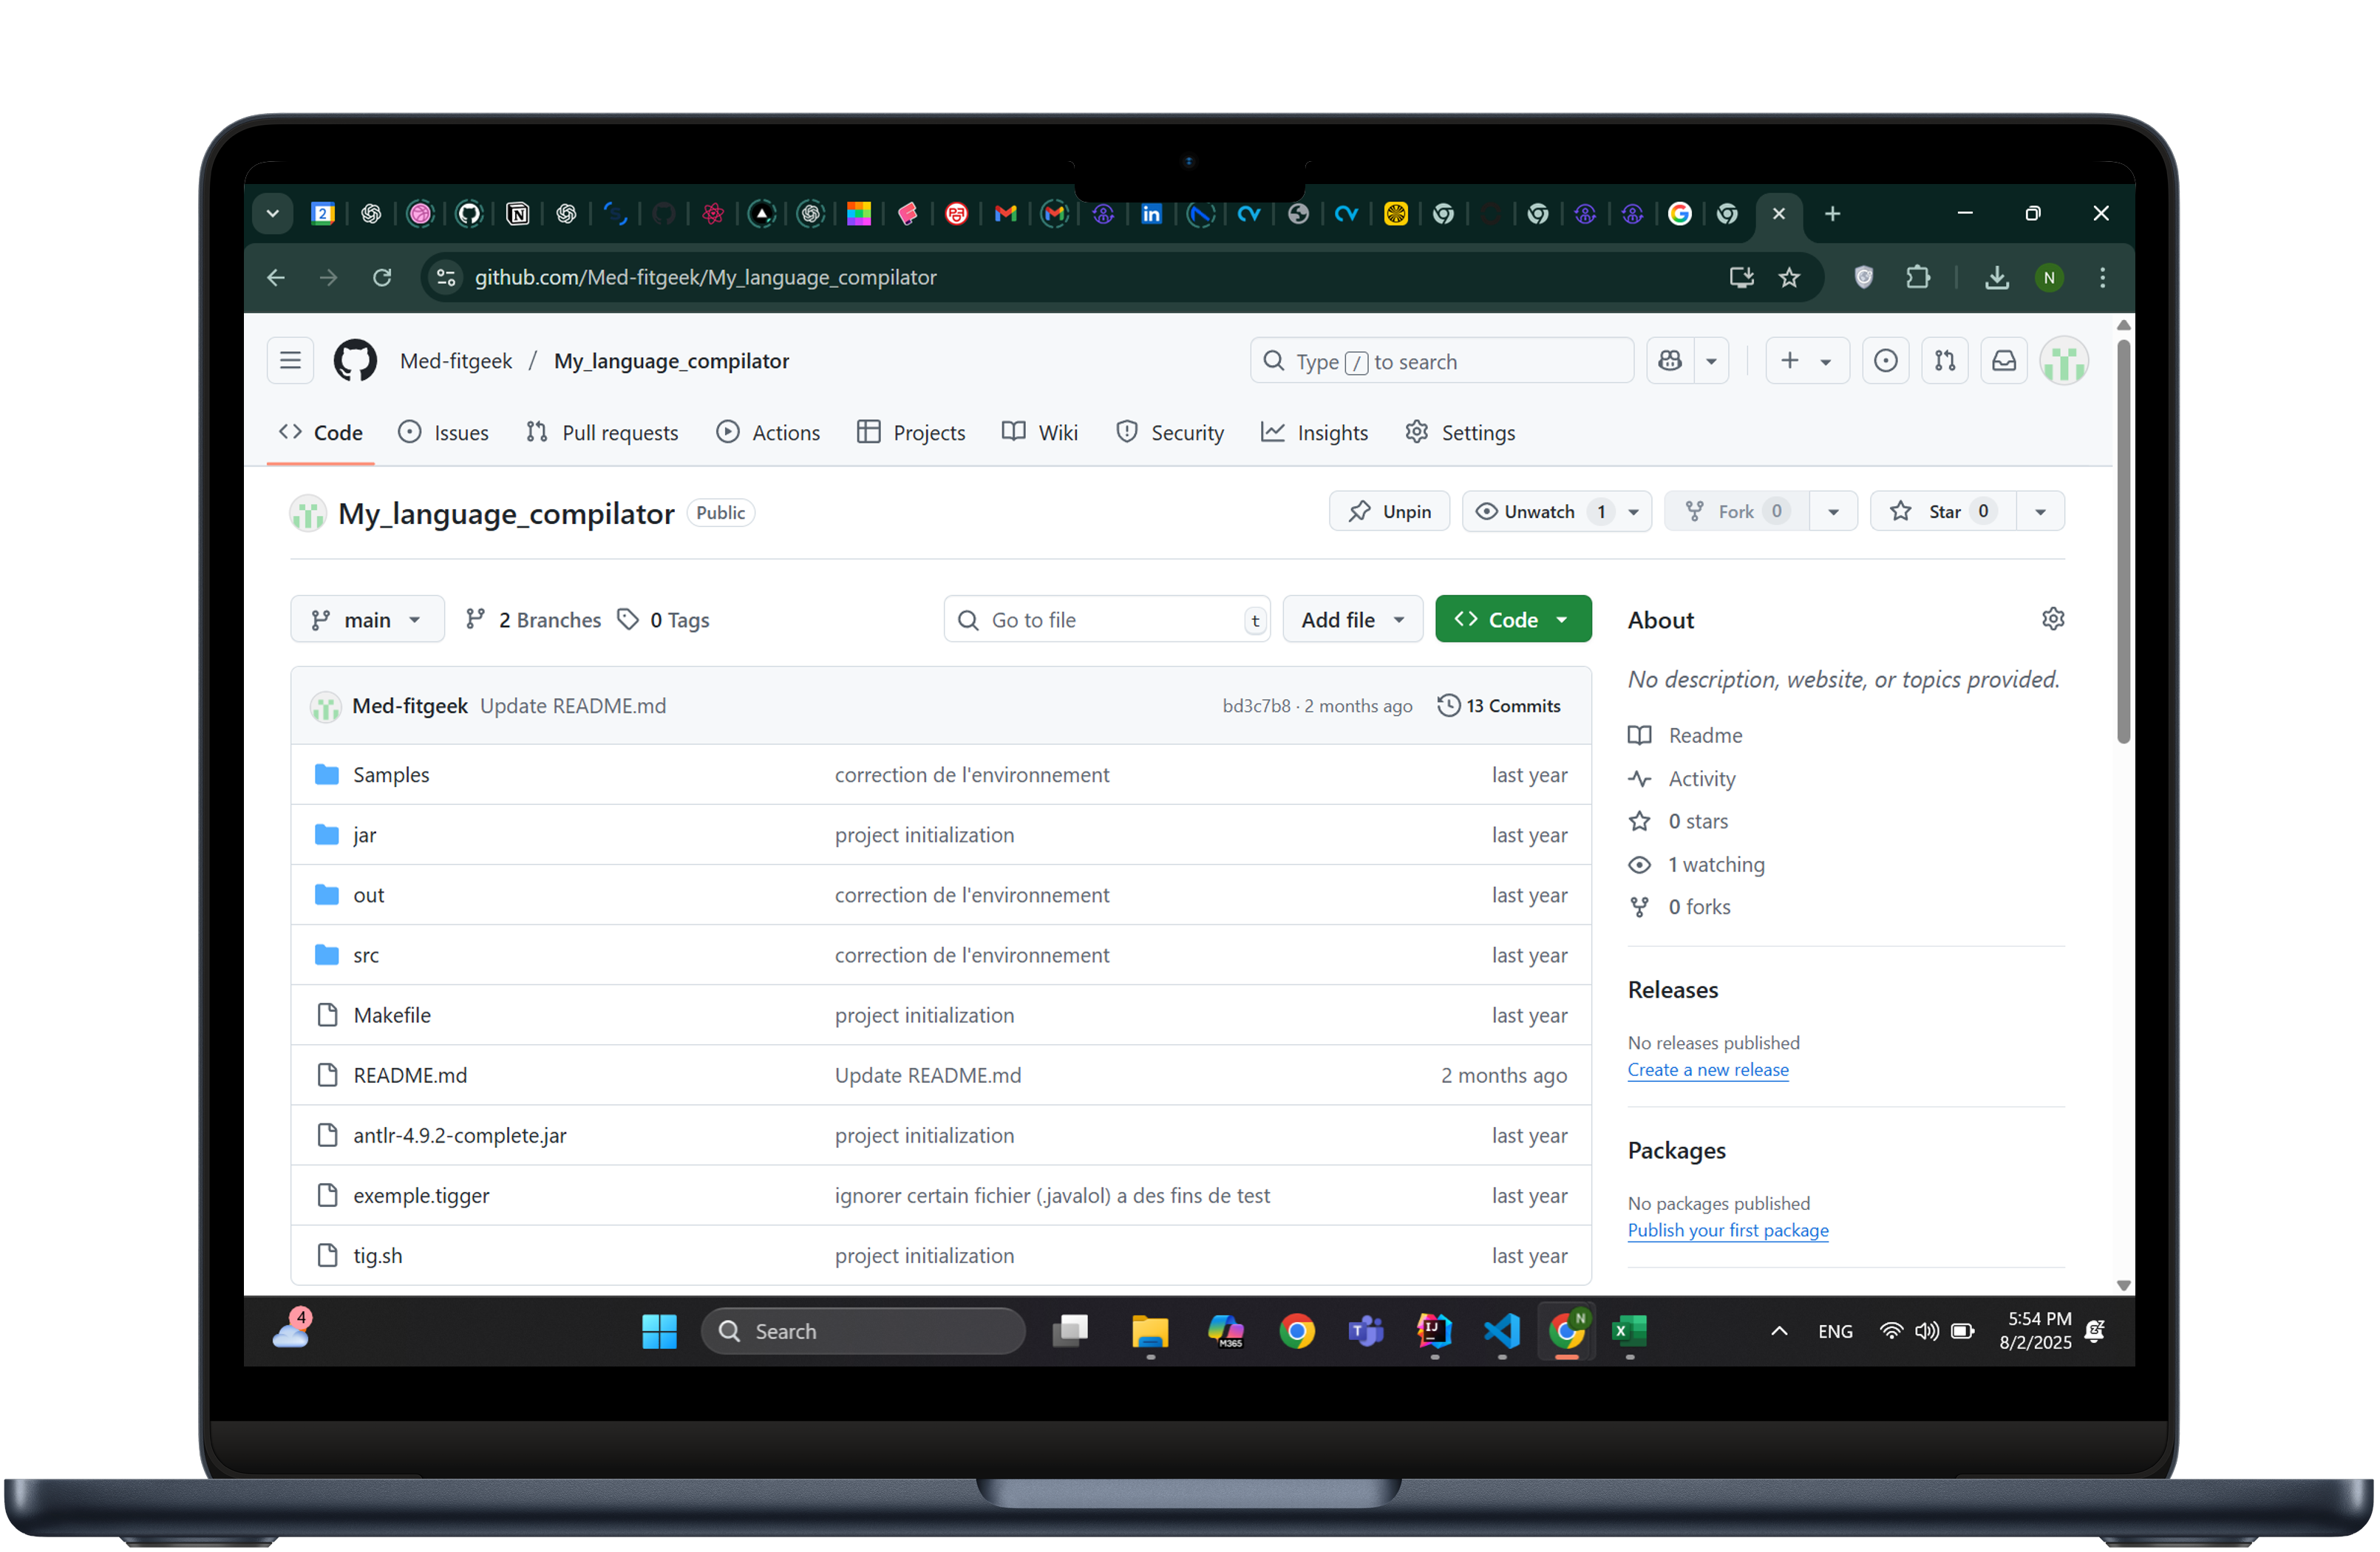 2
in
github.com/Med-fitgeek/My_language_compilator
N
Med-fitgeek / My_language_compilator
Type / to search
Code
Issues
Pull requests
Actions
Projects
Wiki
Security
Insights
Settings
My_language_compilator
Public
Unpin
Unwatch 1
Fork 0
Star 0
main
2 Branches
0 Tags
Go to file
t
Add file
Code
Med-fitgeek Update README.md
bd3c7b8 · 2 months ago
13 Commits
Samples correction de l'environnement last year
jar project initialization last year
out correction de l'environnement last year
src correction de l'environnement last year
Makefile project initialization last year
README.md Update README.md 2 months ago
antlr-4.9.2-complete.jar project initialization last year
exemple.tigger ignorer certain fichier (.javalol) a des fins de test last year
tig.sh project initialization last year
About
No description, website, or topics provided.
Readme
Activity
0 stars
1 watching
0 forks
Releases
No releases published
Create a new release
Packages
No packages published
Publish your first package
4
Search
M365
T
IJ
N
X
ENG
5:54 PM
8/2/2025